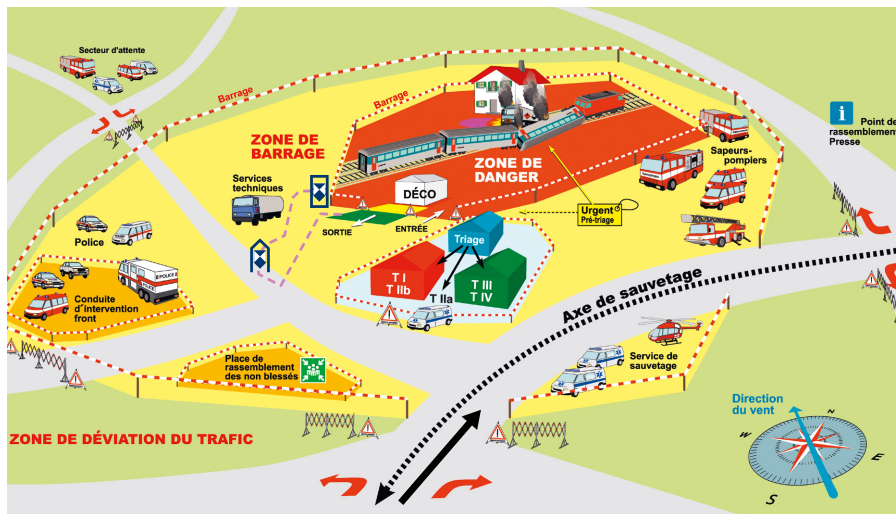 Secteur d'attente
Barrage
Barrage
i
Point de
rassemblement
Presse
ZONE DE
BARRAGE
ZONE DE
DANGER
Sapeurs-
pompiers
Services
techniques
DÉCO
SORTIE
ENTRÉE
Urgent
Pré-triage
Police
Triage
T I
T IIb
T III
T IV
T IIa
POLICE
POLICE
Conduite
d'intervention
front
Axe de sauvetage
Place de
rassemblement
des non blessés
Service de
sauvetage
Direction
du vent
ZONE DE DÉVIATION DU TRAFIC
N
W
E
S